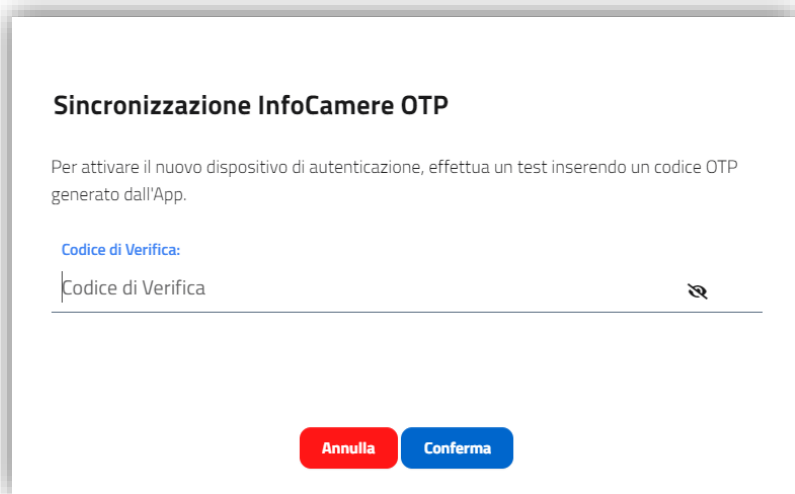 Sincronizzazione InfoCamere OTP
Per attivare il nuovo dispositivo di autenticazione, effettua un test inserendo un codice OTP
generato dall'App.
Codice di Verifica:
Codice di Verifica
Annulla Conferma